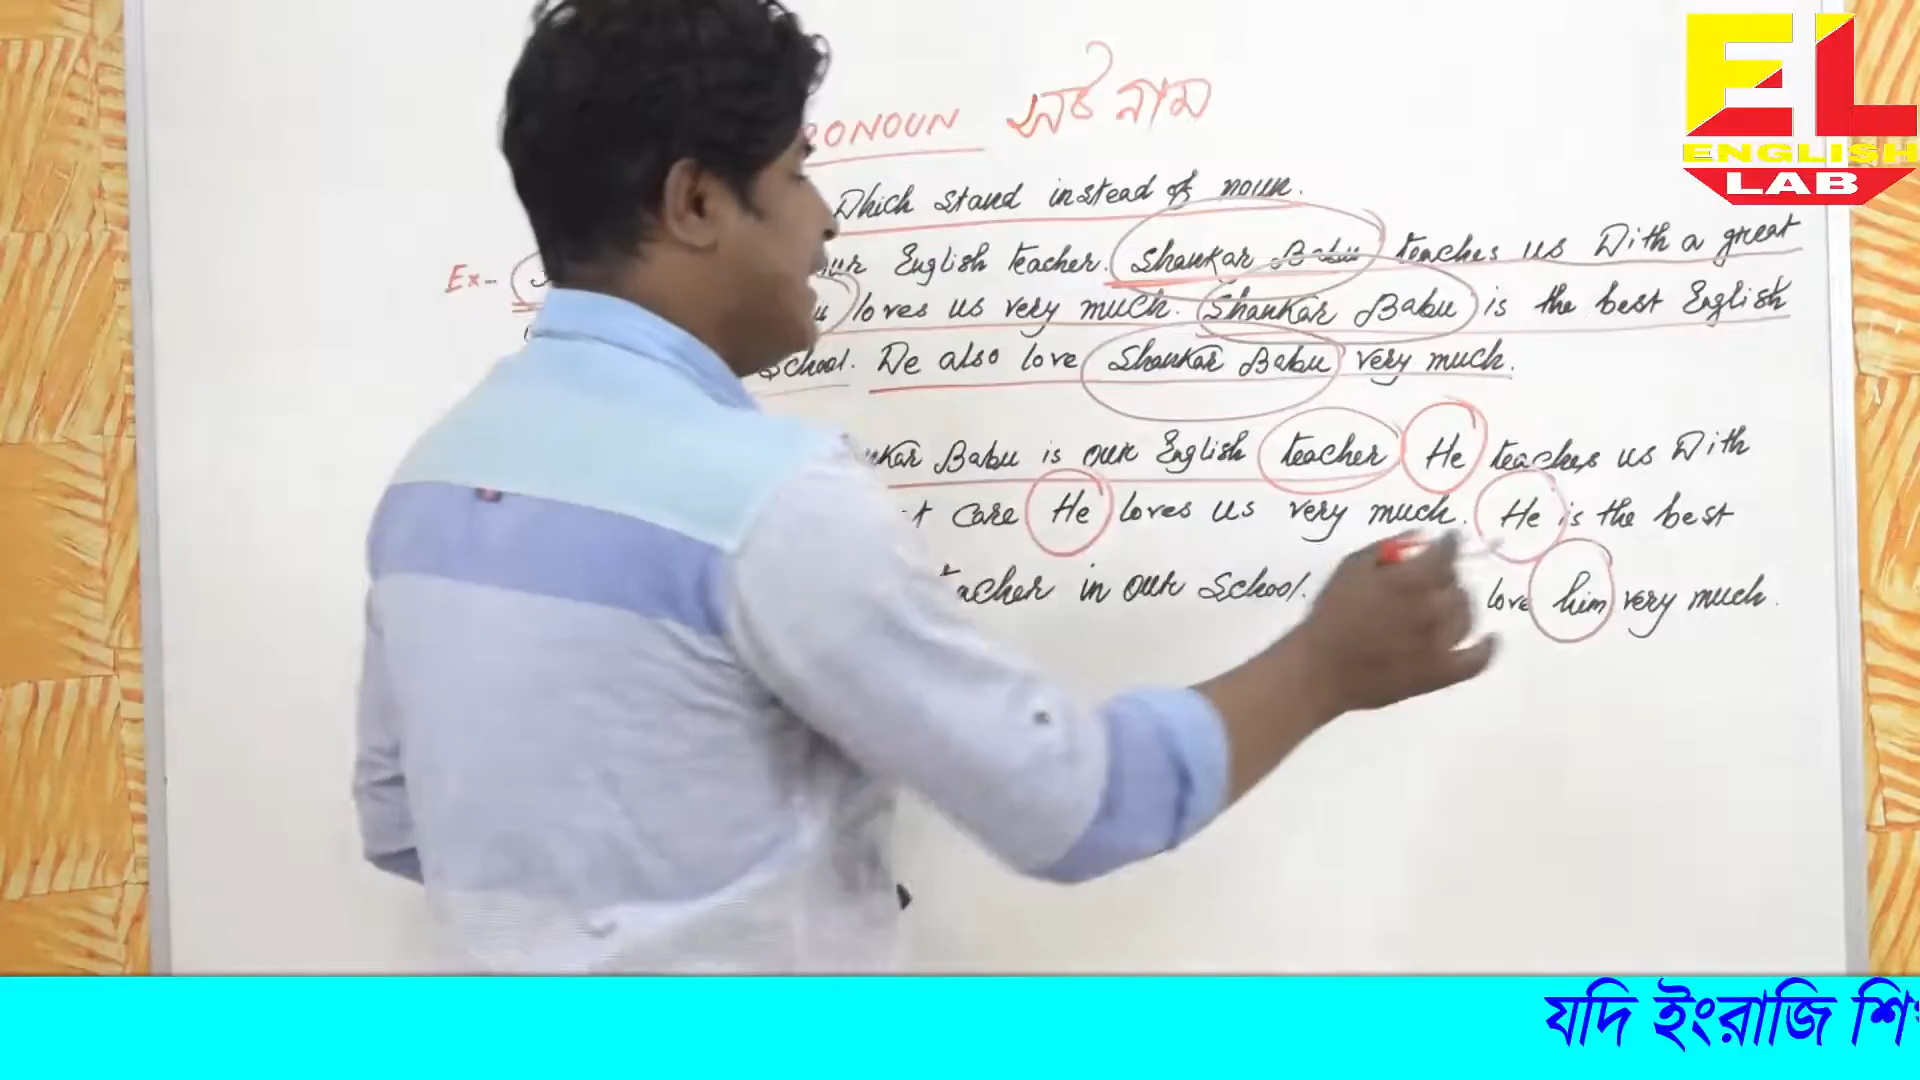 PRONOUN সর্বনাম
Which stand instead of noun.
Ex- our English teacher. Shankar Babu teaches us With a great
loves us very much. Shankar Babu is the best English
School. We also love Shankar Babu very much.
Babu is our English teacher He teaches us With
care He loves us very much. He is the best
teacher in our School. love him very much.
EL
ENGLISH
LAB
যদি ইংরাজি